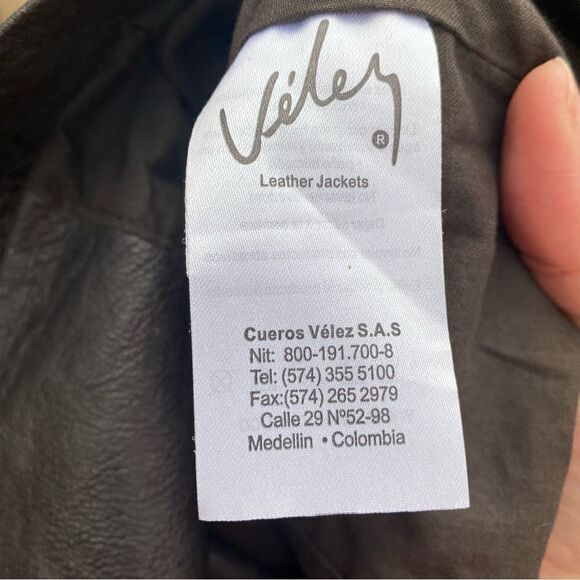 Vélez
®
Leather Jackets
Cueros Vélez S.A.S
Nit: 800-191.700-8
Tel: (574) 355 5100
Fax:(574) 265 2979
Calle 29 Nº52-98
Medellin • Colombia